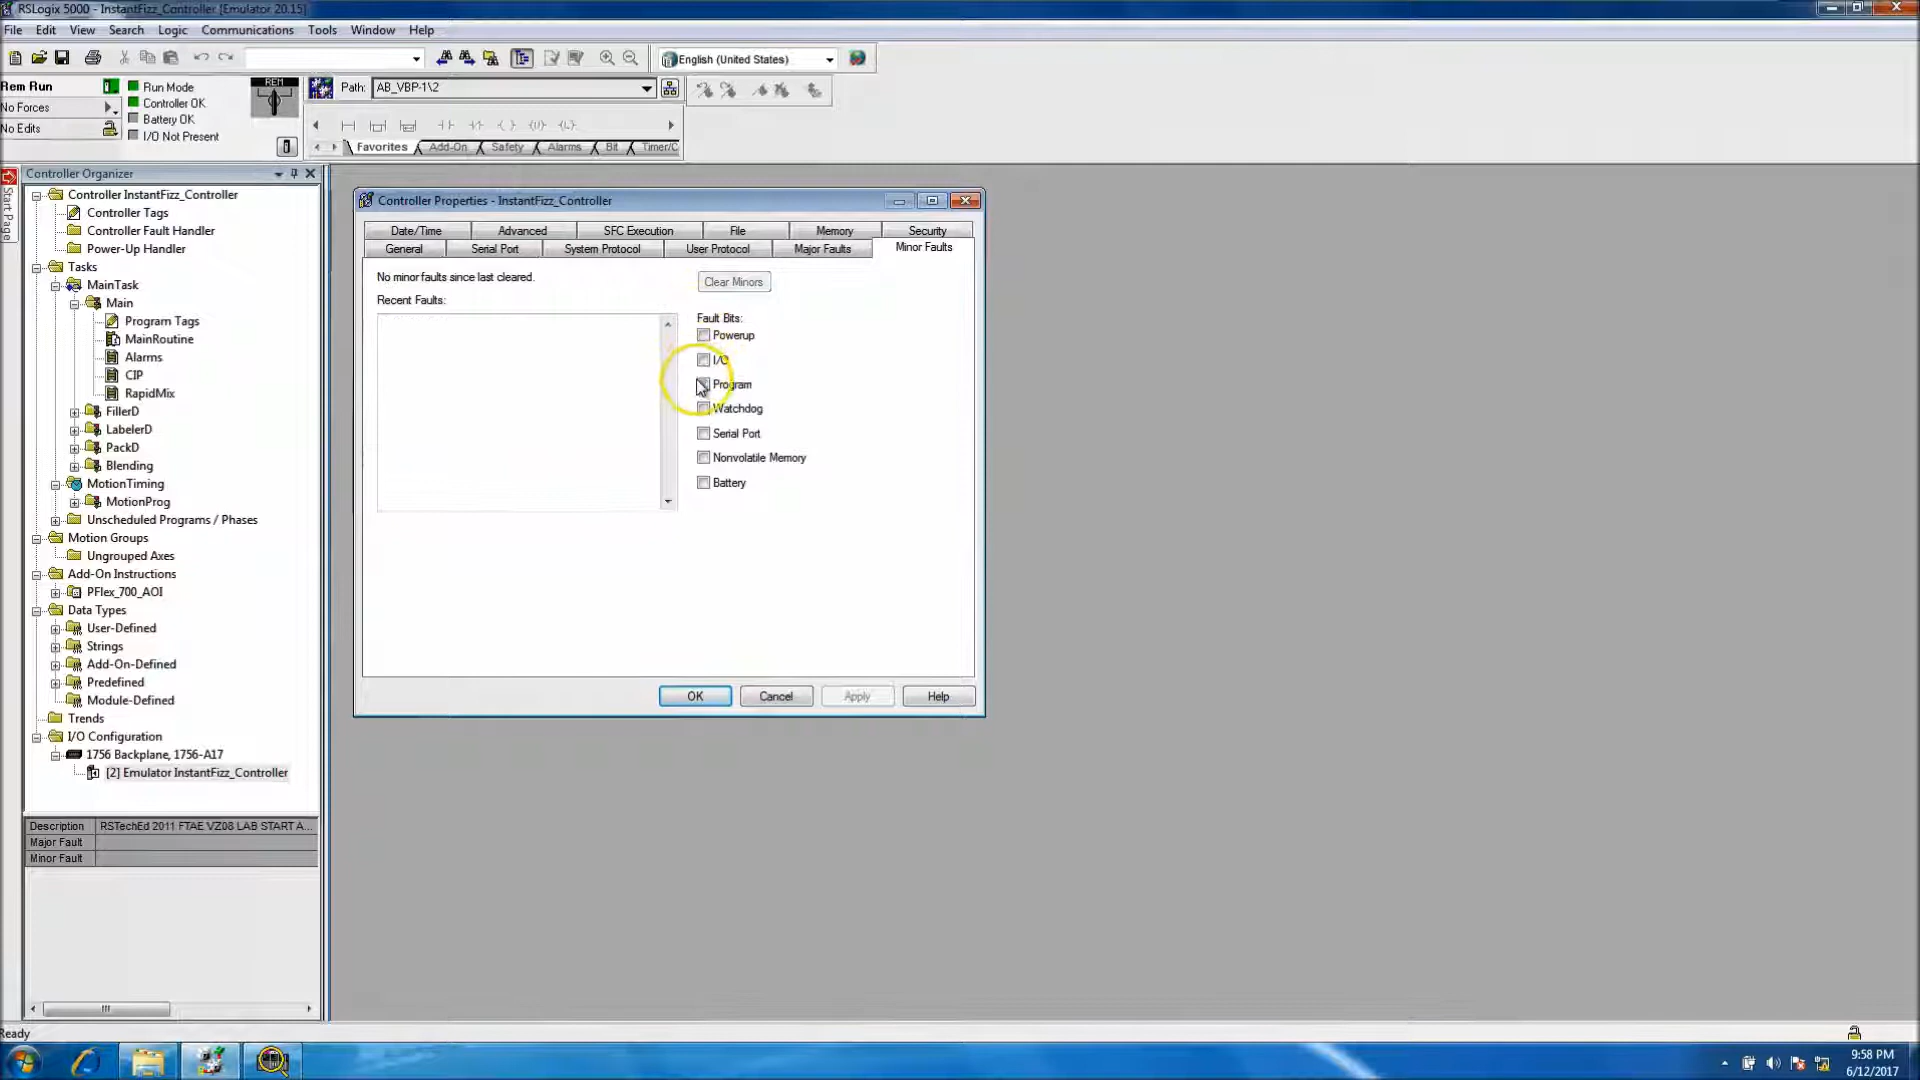 RSLogix 5000 - InstantFizz_Controller [Emulator 20.15]
File Edit View Search Logic Communications Tools Window Help
English (United States)
Rem Run
No Forces
No Edits
Run Mode
Controller OK
Battery OK
I/O Not Present
REM
Path: AB_VBP-1\2
Favorites Add-On Safety Alarms Bit Timer/C
Start Page
Controller Organizer
Controller InstantFizz_Controller
Controller Tags
Controller Fault Handler
Power-Up Handler
Tasks
MainTask
Main
Program Tags
MainRoutine
Alarms
CIP
RapidMix
FillerD
LabelerD
PackD
Blending
MotionTiming
MotionProg
Unscheduled Programs / Phases
Motion Groups
Ungrouped Axes
Add-On Instructions
PFlex_700_AOI
Data Types
User-Defined
Strings
Add-On-Defined
Predefined
Module-Defined
Trends
I/O Configuration
1756 Backplane, 1756-A17
[2] Emulator InstantFizz_Controller
Description RSTechEd 2011 FTAE VZ08 LAB START A...
Major Fault
Minor Fault
Controller Properties - InstantFizz_Controller
Date/Time Advanced SFC Execution File Memory Security
General Serial Port System Protocol User Protocol Major Faults Minor Faults
No minor faults since last cleared.
Clear Minors
Recent Faults:
Fault Bits:
Powerup
I/O
Program
Watchdog
Serial Port
Nonvolatile Memory
Battery
OK Cancel Apply Help
Ready
9:58 PM
6/12/2017